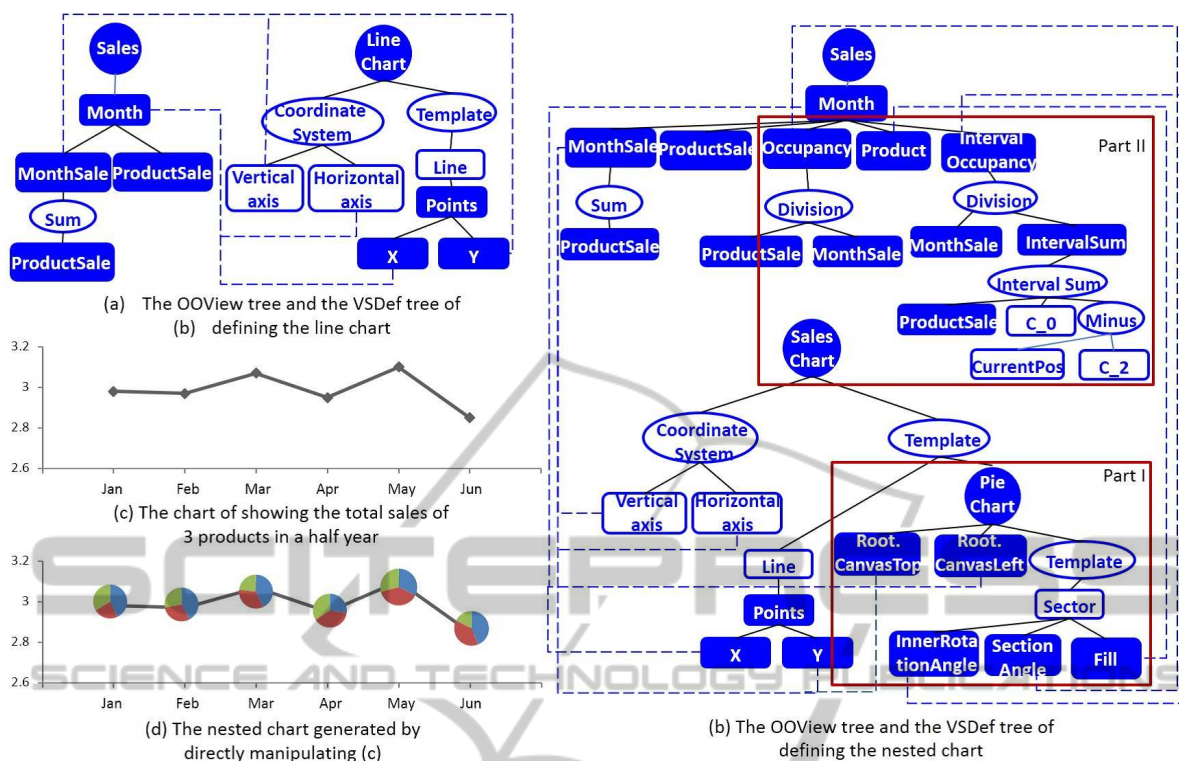 Sales
Line
Chart
Month
Coordinate
System
Template
MonthSale
ProductSale
Vertical
axis
Horizontal
axis
Line
Sum
Points
ProductSale
X
Y
(a) The OOView tree and the VSDef tree of
(b) defining the line chart
3.2
3
2.8
2.6
Jan
Feb
Mar
Apr
May
Jun
(c) The chart of showing the total sales of
3 products in a half year
3.2
3
2.8
2.6
Jan
Feb
Mar
Apr
May
Jun
(d) The nested chart generated by
directly manipulating (c)
Sales
Month
Part II
MonthSale
ProductSale
Occupancy
Product
Interval
Occupancy
Sum
Division
Division
ProductSale
ProductSale
MonthSale
MonthSale
IntervalSum
Interval Sum
ProductSale
C_0
Minus
CurrentPos
C_2
Sales
Chart
Coordinate
System
Template
Part I
Pie
Chart
Vertical
axis
Horizontal
axis
Root.
CanvasTop
Root.
CanvasLeft
Template
Line
Sector
Points
InnerRota
tionAngle
Section
Angle
Fill
X
Y
(b) The OOView tree and the VSDef tree of
defining the nested chart
SCITEPRESS
SCIENCE AND TECHNOLOGY PUBLICATIONS